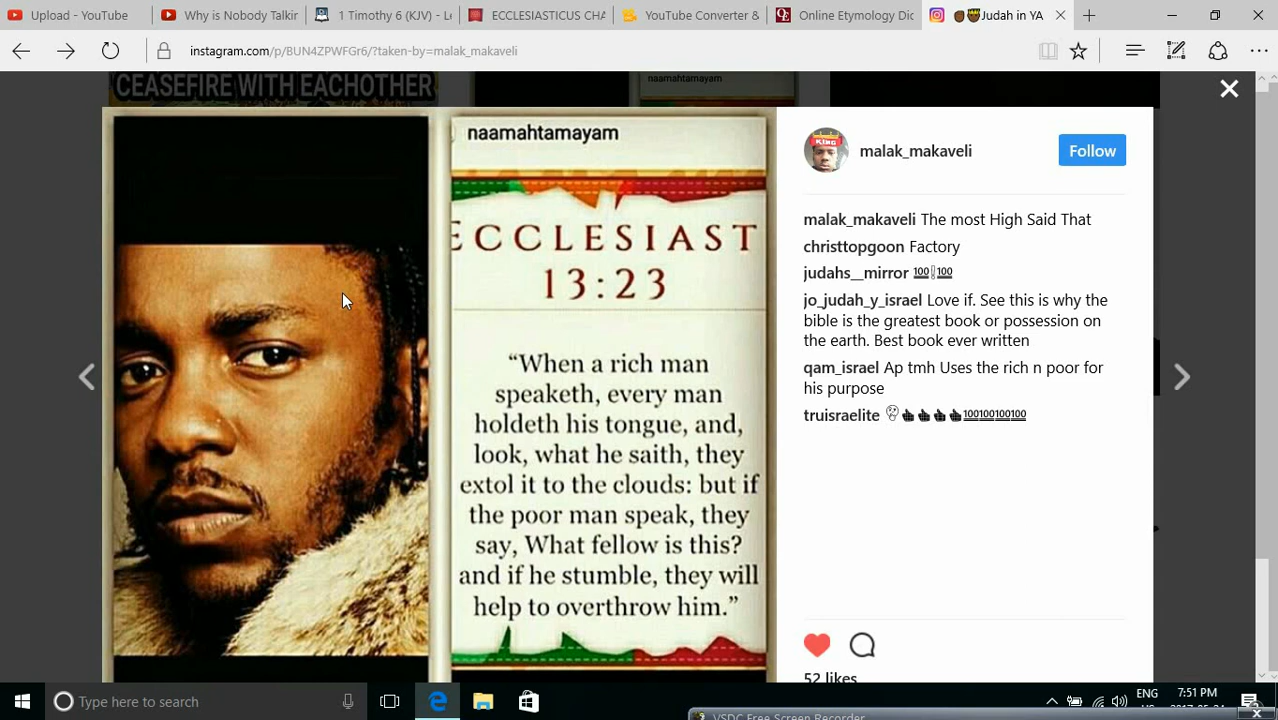 Upload - YouTube
Why is Nobody Talkir
1 Timothy 6 (KJV) - L
ECCLESIASTICUS CHA
YouTube Converter &
Online Etymology Dic
Judah in YA
instagram.com/p/BUN4ZPWFGr6/?taken-by=malak_makaveli
CEASEFIRE WITH EACHOTHER
naamahtamayam
naamahtamayam
ECCLESIAST
13:23
“When a rich man
speaketh, every man
holdeth his tongue, and,
look, what he saith, they
extol it to the clouds: but if
the poor man speak, they
say, What fellow is this?
and if he stumble, they will
help to overthrow him.”
KING
malak_makaveli
Follow
malak_makaveli The most High Said That
christtopgoon Factory
judahs__mirror 💯❕💯
jo_judah_y_israel Love if. See this is why the
bible is the greatest book or possession on
the earth. Best book ever written
qam_israel Ap tmh Uses the rich n poor for
his purpose
truisraelite 💯💯💯💯
52 likes
Type here to search
ENG
7:51 PM
VSDC Free Screen Recorder